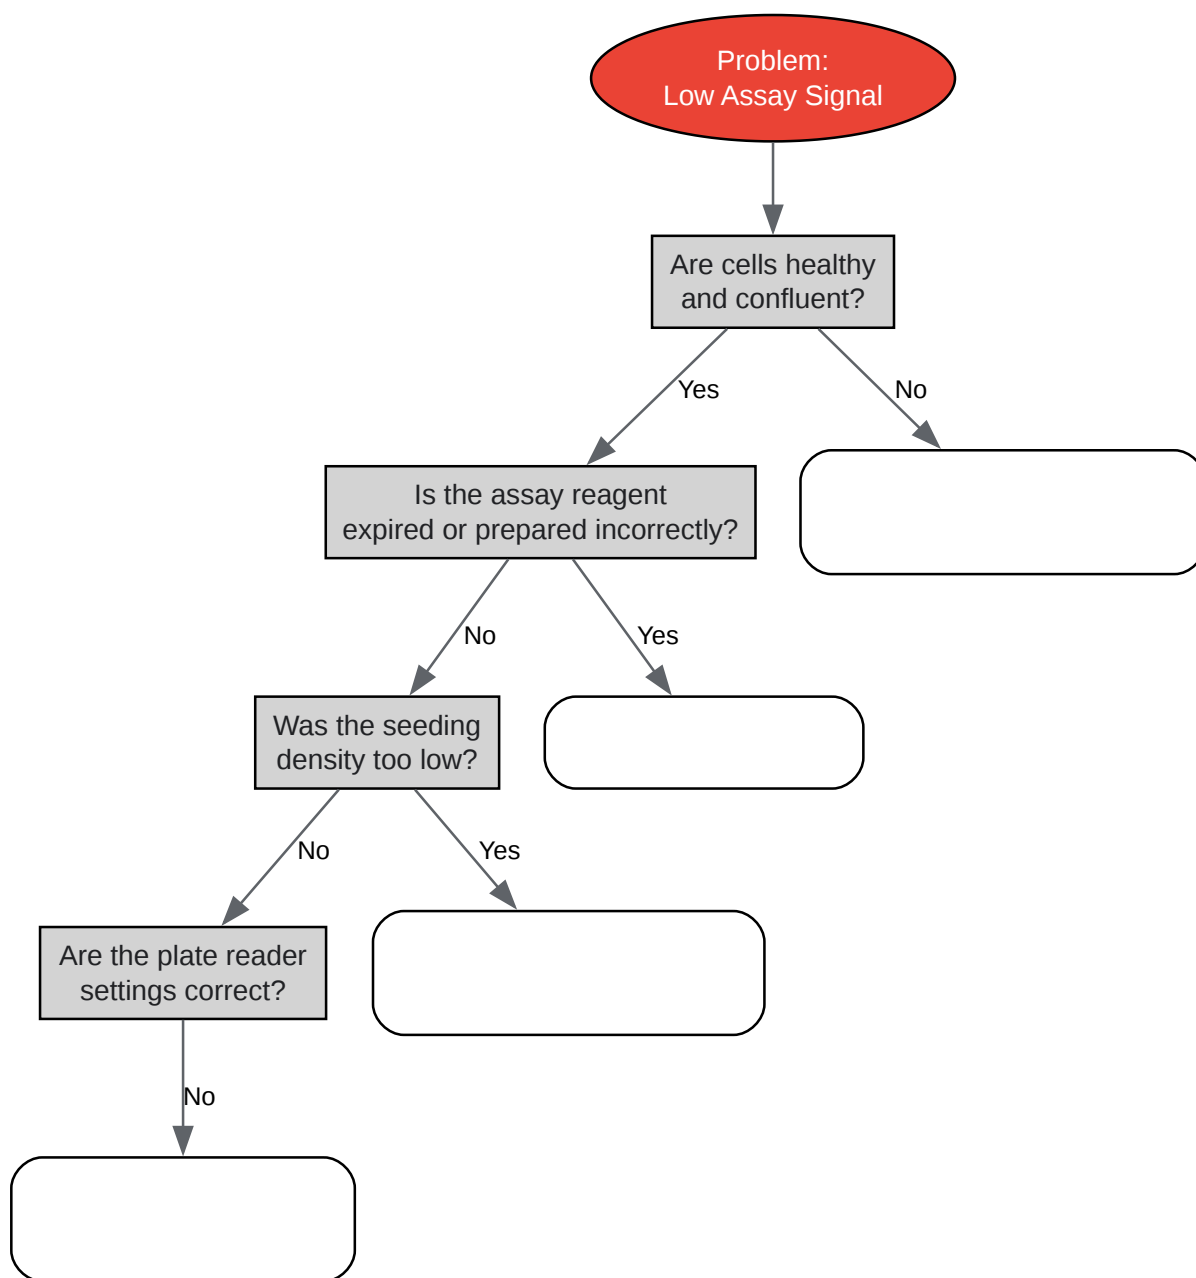 Problem:
Low Assay Signal
Are cells healthy
and confluent?
Yes
No
Is the assay reagent
expired or prepared incorrectly?
No
Yes
Was the seeding
density too low?
No
Yes
Are the plate reader
settings correct?
No